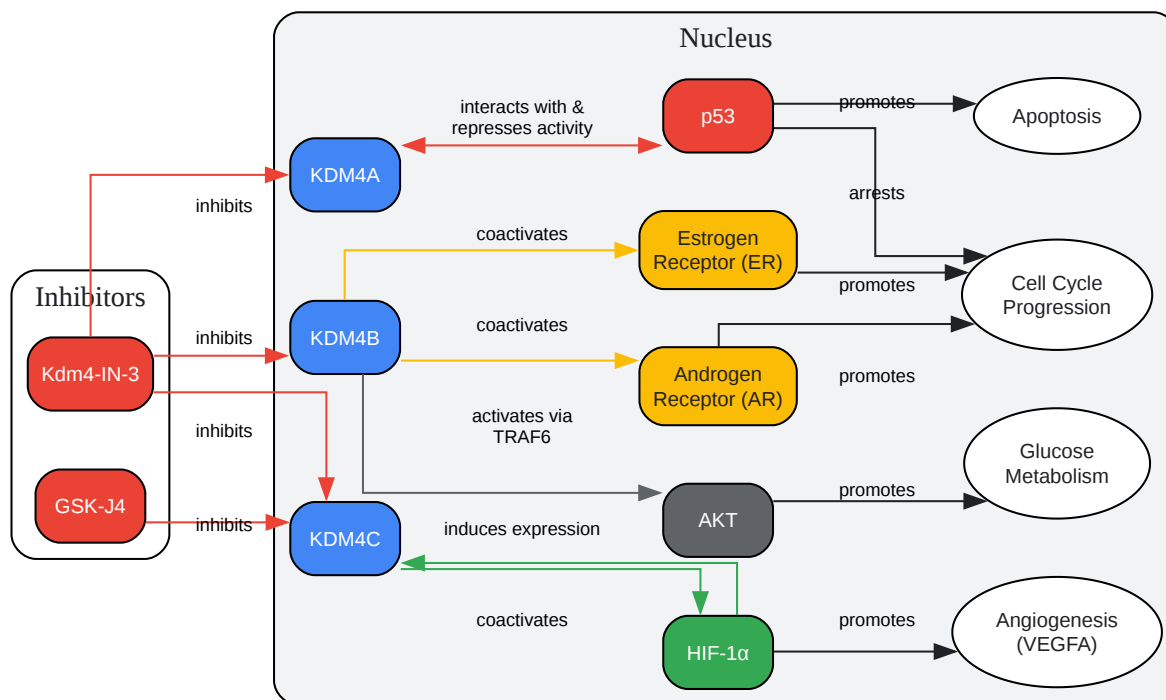 Nucleus
interacts with &
represses activity
p53
promotes
Apoptosis
KDM4A
inhibits
arrests
coactivates
Estrogen
Receptor (ER)
promotes
Cell Cycle
Progression
Inhibitors
Kdm4-IN-3
inhibits
KDM4B
coactivates
Androgen
Receptor (AR)
promotes
inhibits
activates via
TRAF6
Glucose
Metabolism
GSK-J4
inhibits
KDM4C
induces expression
AKT
promotes
coactivates
HIF-1α
promotes
Angiogenesis
(VEGFA)